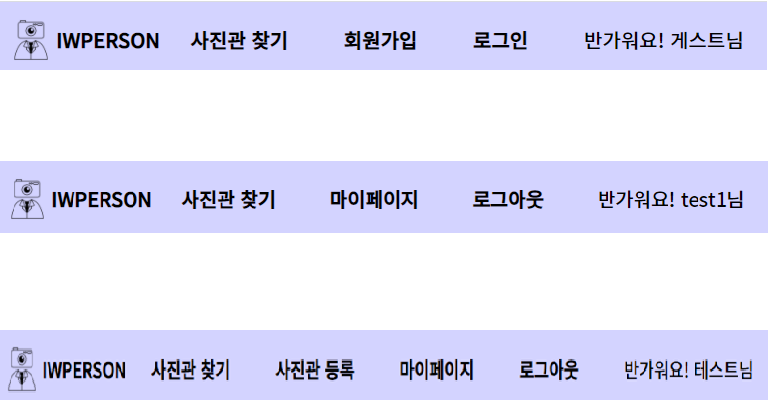 IWPERSON 사진관 찾기 회원가입 로그인 반가워요! 게스트님
IWPERSON 사진관 찾기 마이페이지 로그아웃 반가워요! test1님
IWPERSON 사진관 찾기 사진관 등록 마이페이지 로그아웃 반가워요! 테스트님